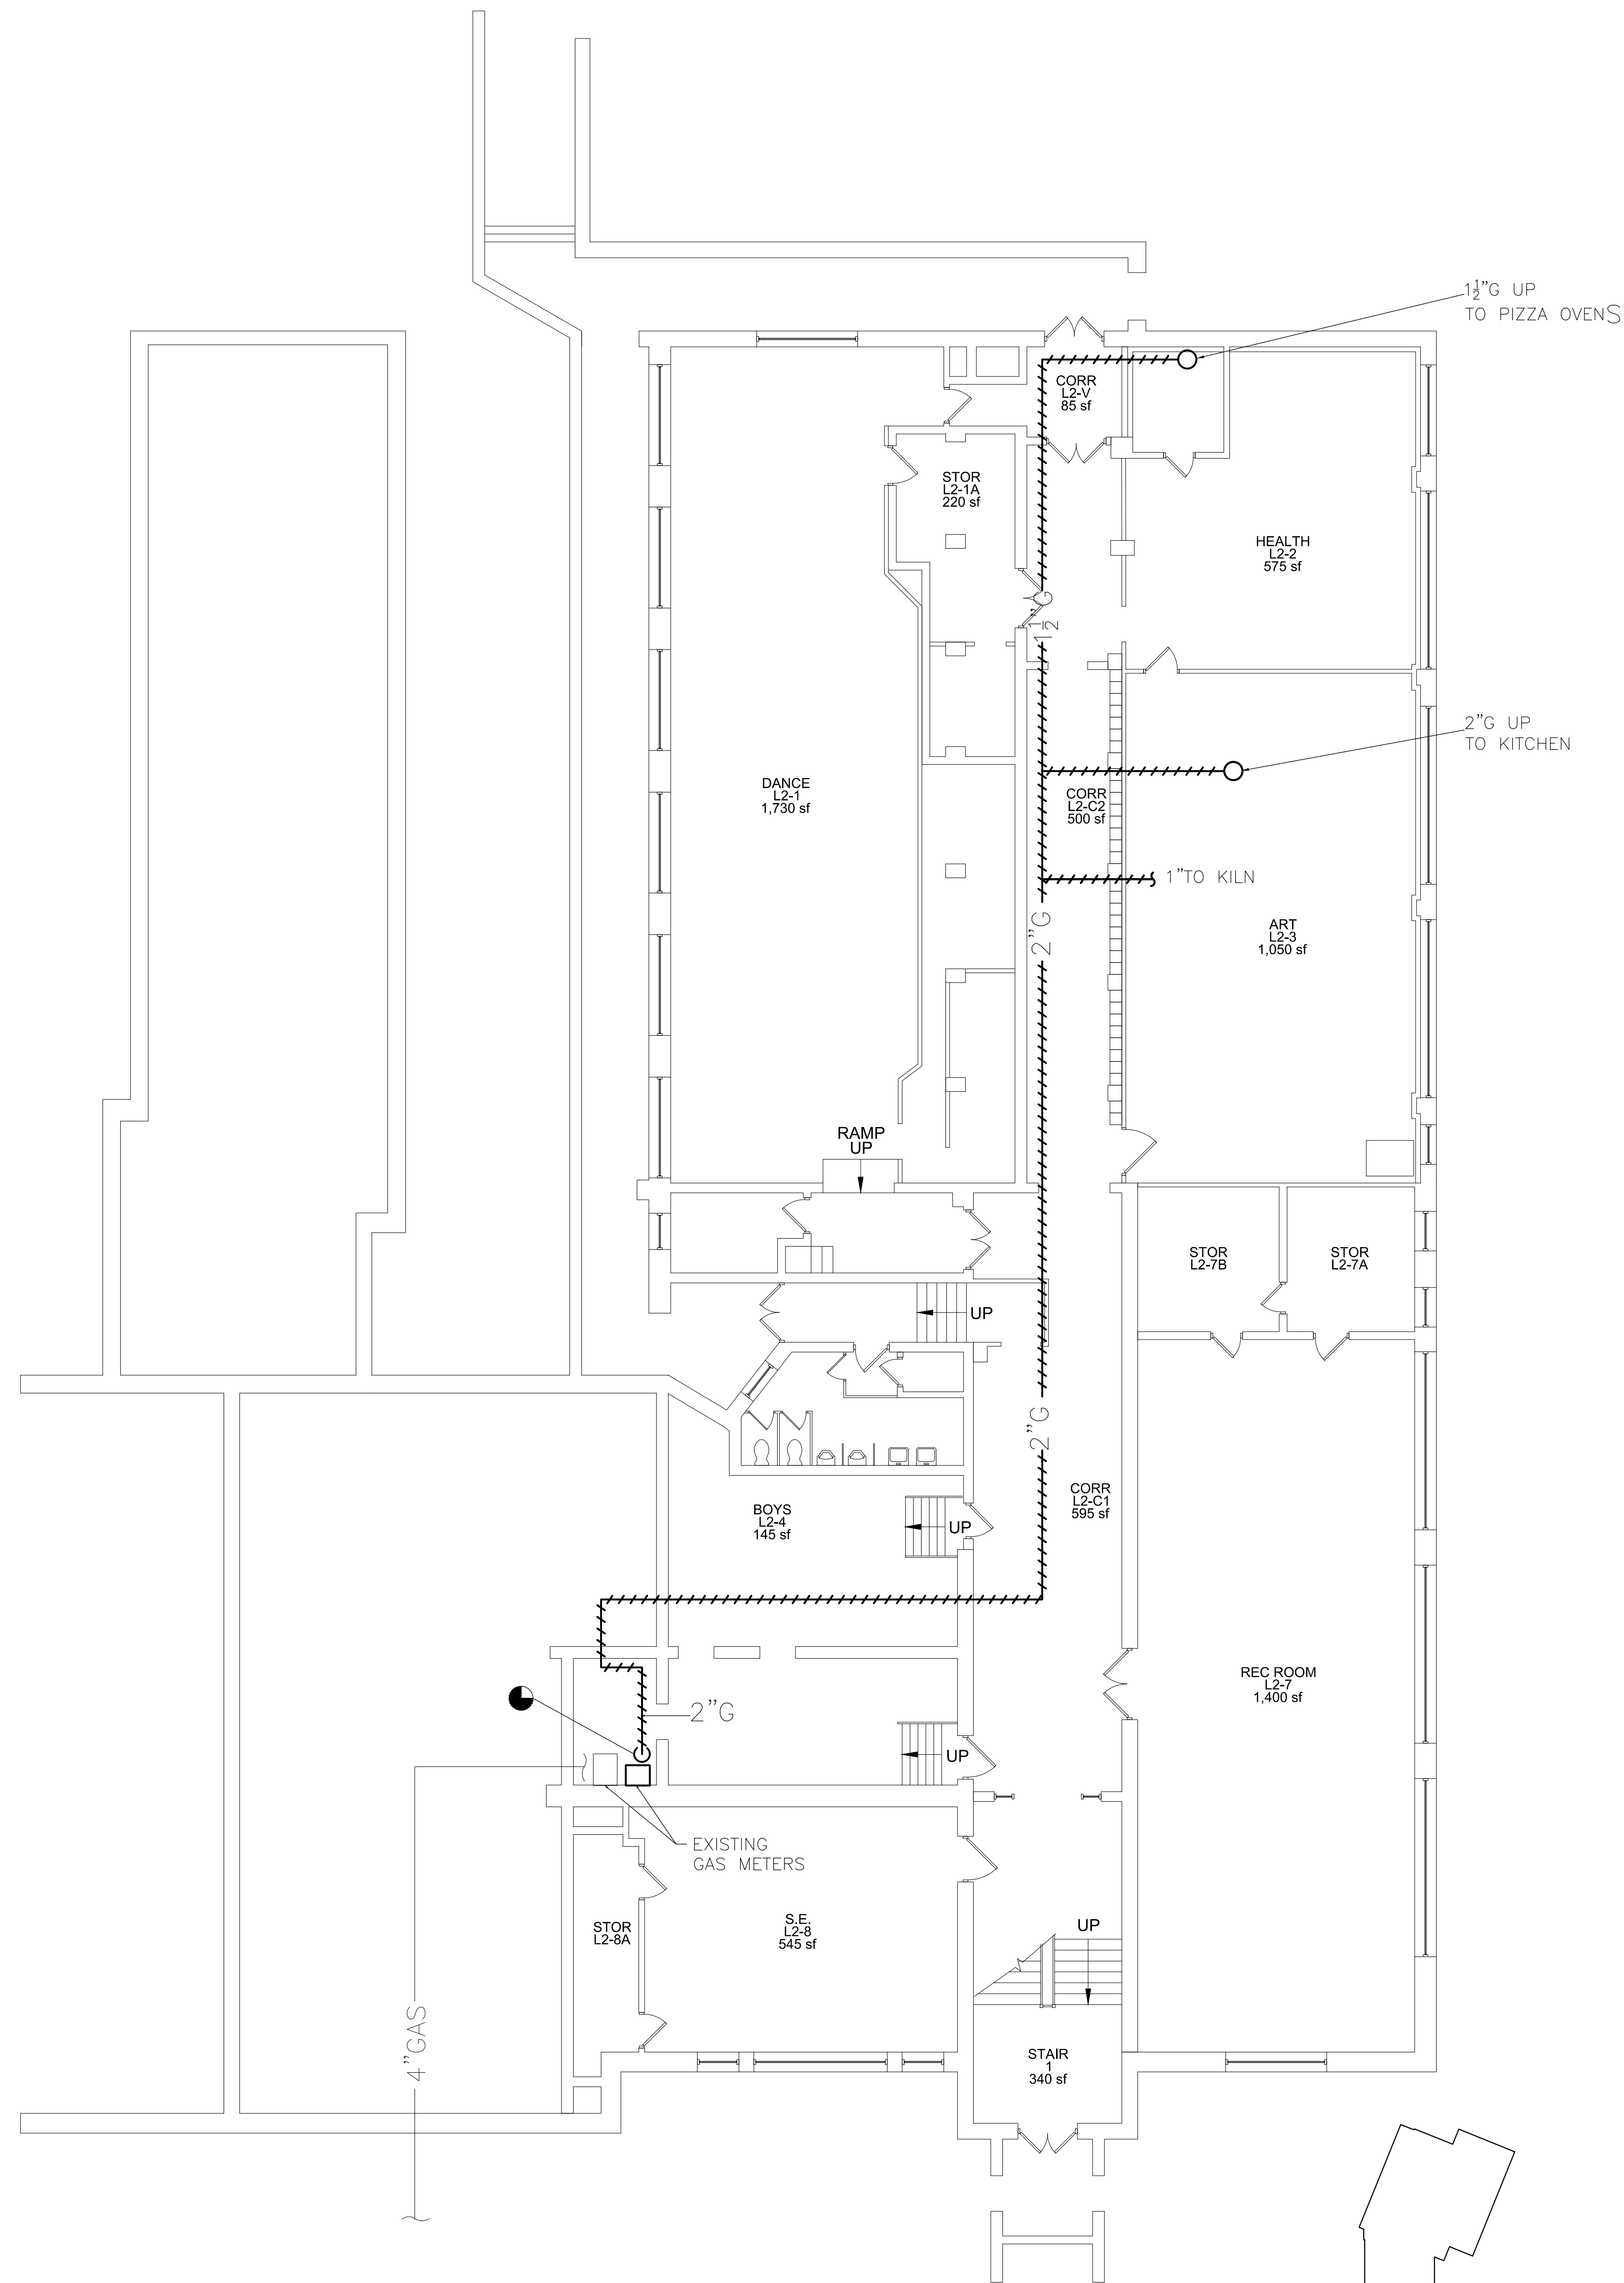 1½"G UP
TO PIZZA OVENS
CORR
L2-V
85 sf
STOR
L2-1A
220 sf
HEALTH
L2-2
575 sf
1½"G
2"G UP
TO KITCHEN
DANCE
L2-1
1,730 sf
CORR
L2-C2
500 sf
1"TO KILN
2"G
ART
L2-3
1,050 sf
RAMP
UP
STOR
L2-7B
STOR
L2-7A
UP
2"G
CORR
L2-C1
595 sf
BOYS
L2-4
145 sf
UP
REC ROOM
L2-7
1,400 sf
2"G
UP
EXISTING
GAS METERS
STOR
L2-8A
S.E.
L2-8
545 sf
UP
4"GAS
STAIR
1
340 sf